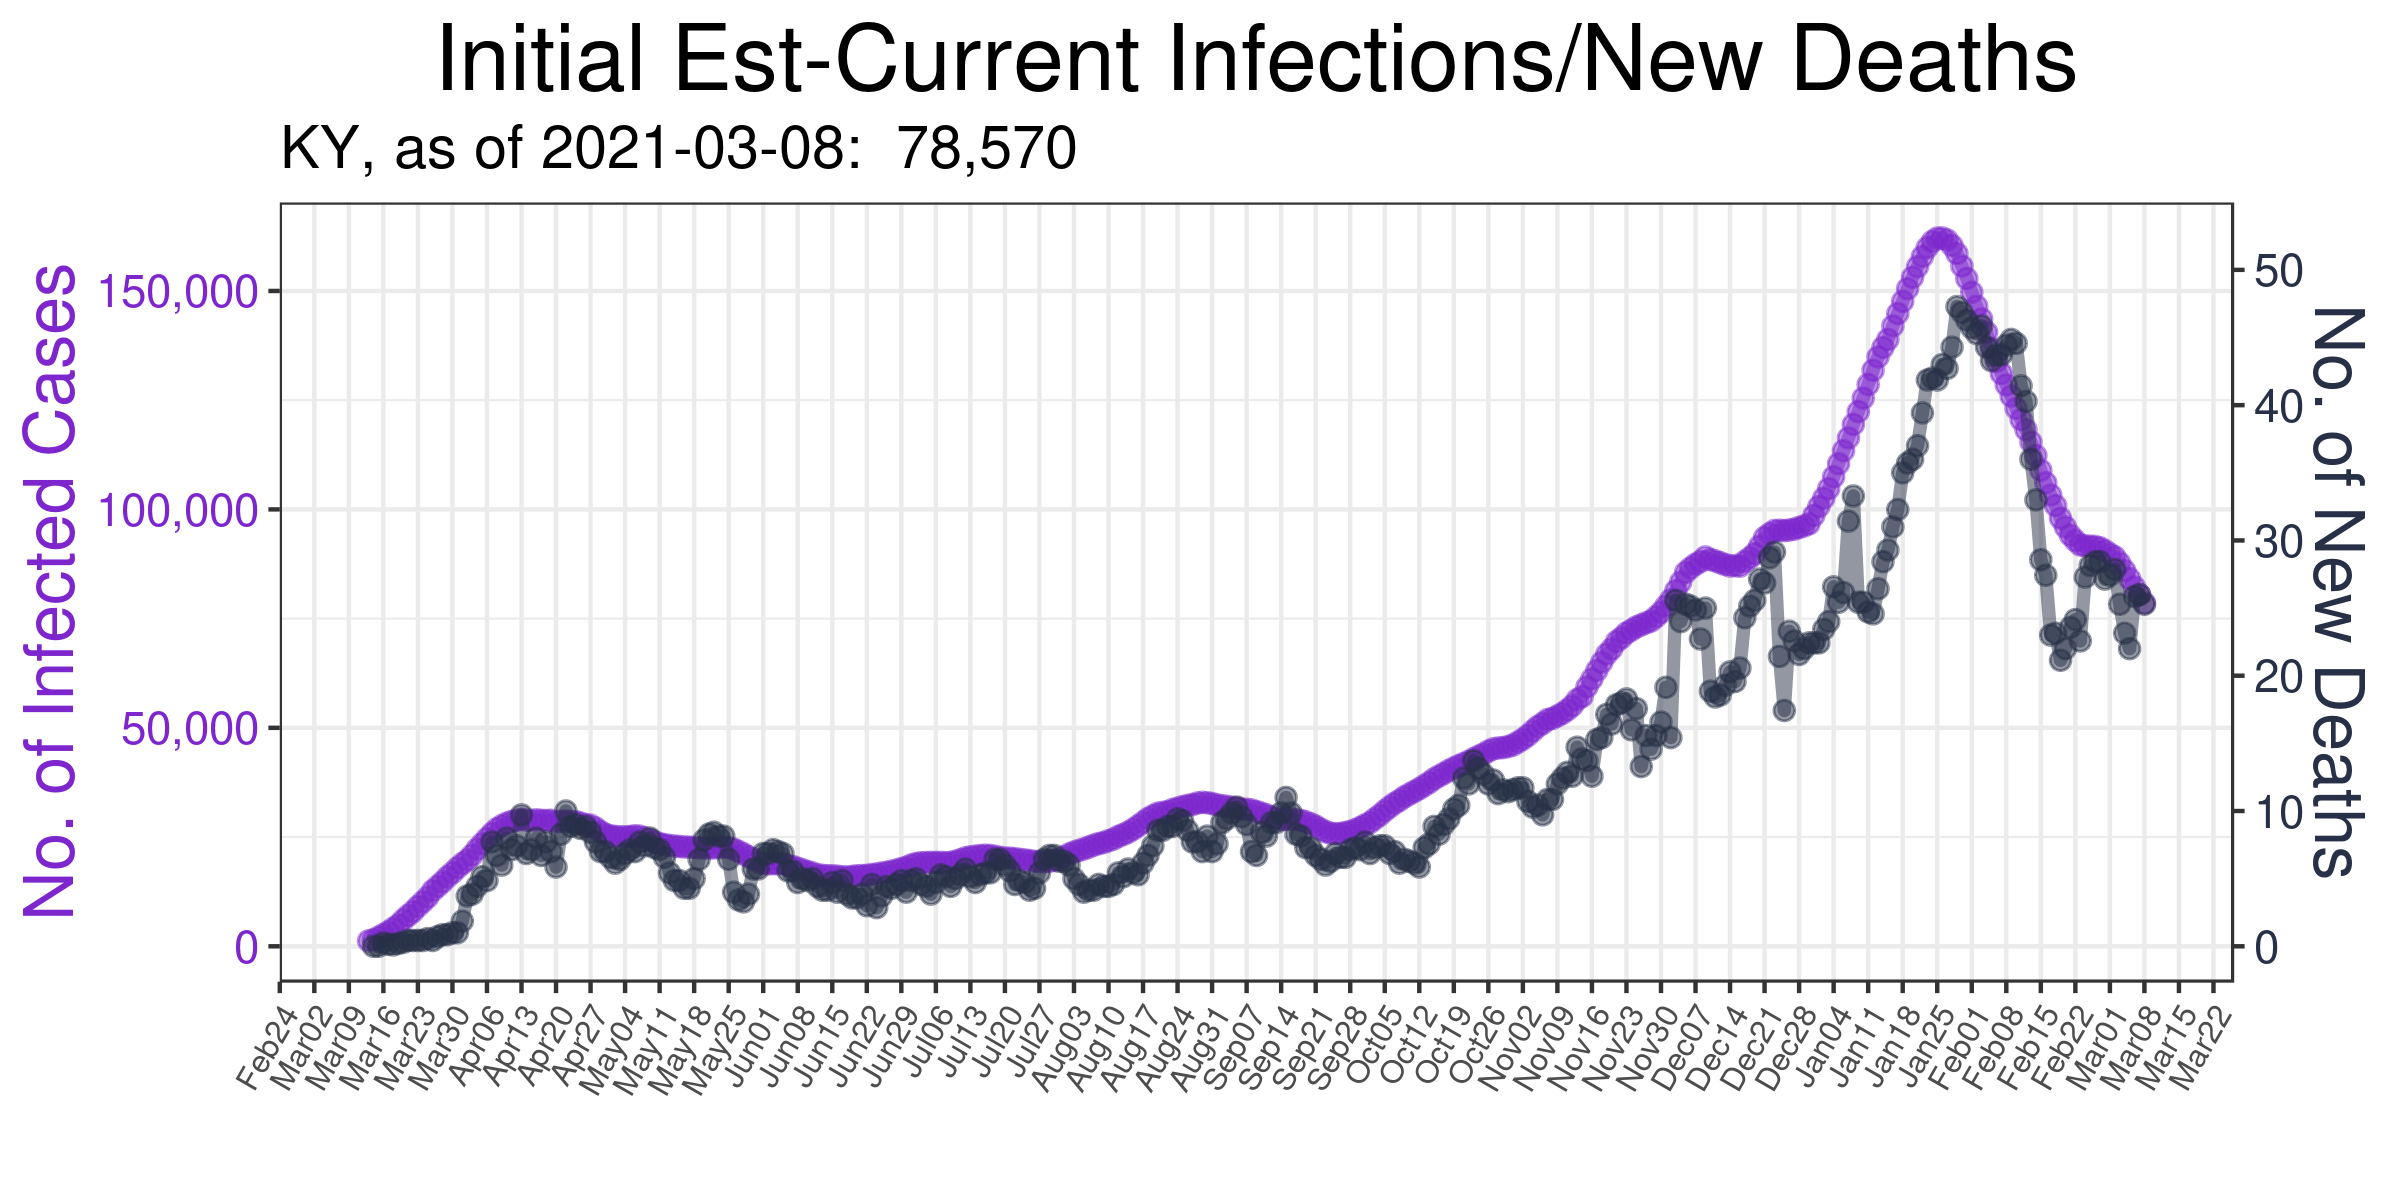 Initial Est-Current Infections/New Deaths
KY, as of 2021-03-08:  78,570
No. of Infected Cases
150,000
100,000
50,000
0
50
40
30
20
10
0
No. of New Deaths
Feb24
Mar02
Mar09
Mar16
Mar23
Mar30
Apr06
Apr13
Apr20
Apr27
May04
May11
May18
May25
Jun01
Jun08
Jun15
Jun22
Jun29
Jul06
Jul13
Jul20
Jul27
Aug03
Aug10
Aug17
Aug24
Aug31
Sep07
Sep14
Sep21
Sep28
Oct05
Oct12
Oct19
Oct26
Nov02
Nov09
Nov16
Nov23
Nov30
Dec07
Dec14
Dec21
Dec28
Jan04
Jan11
Jan18
Jan25
Feb01
Feb08
Feb15
Feb22
Mar01
Mar08
Mar15
Mar22